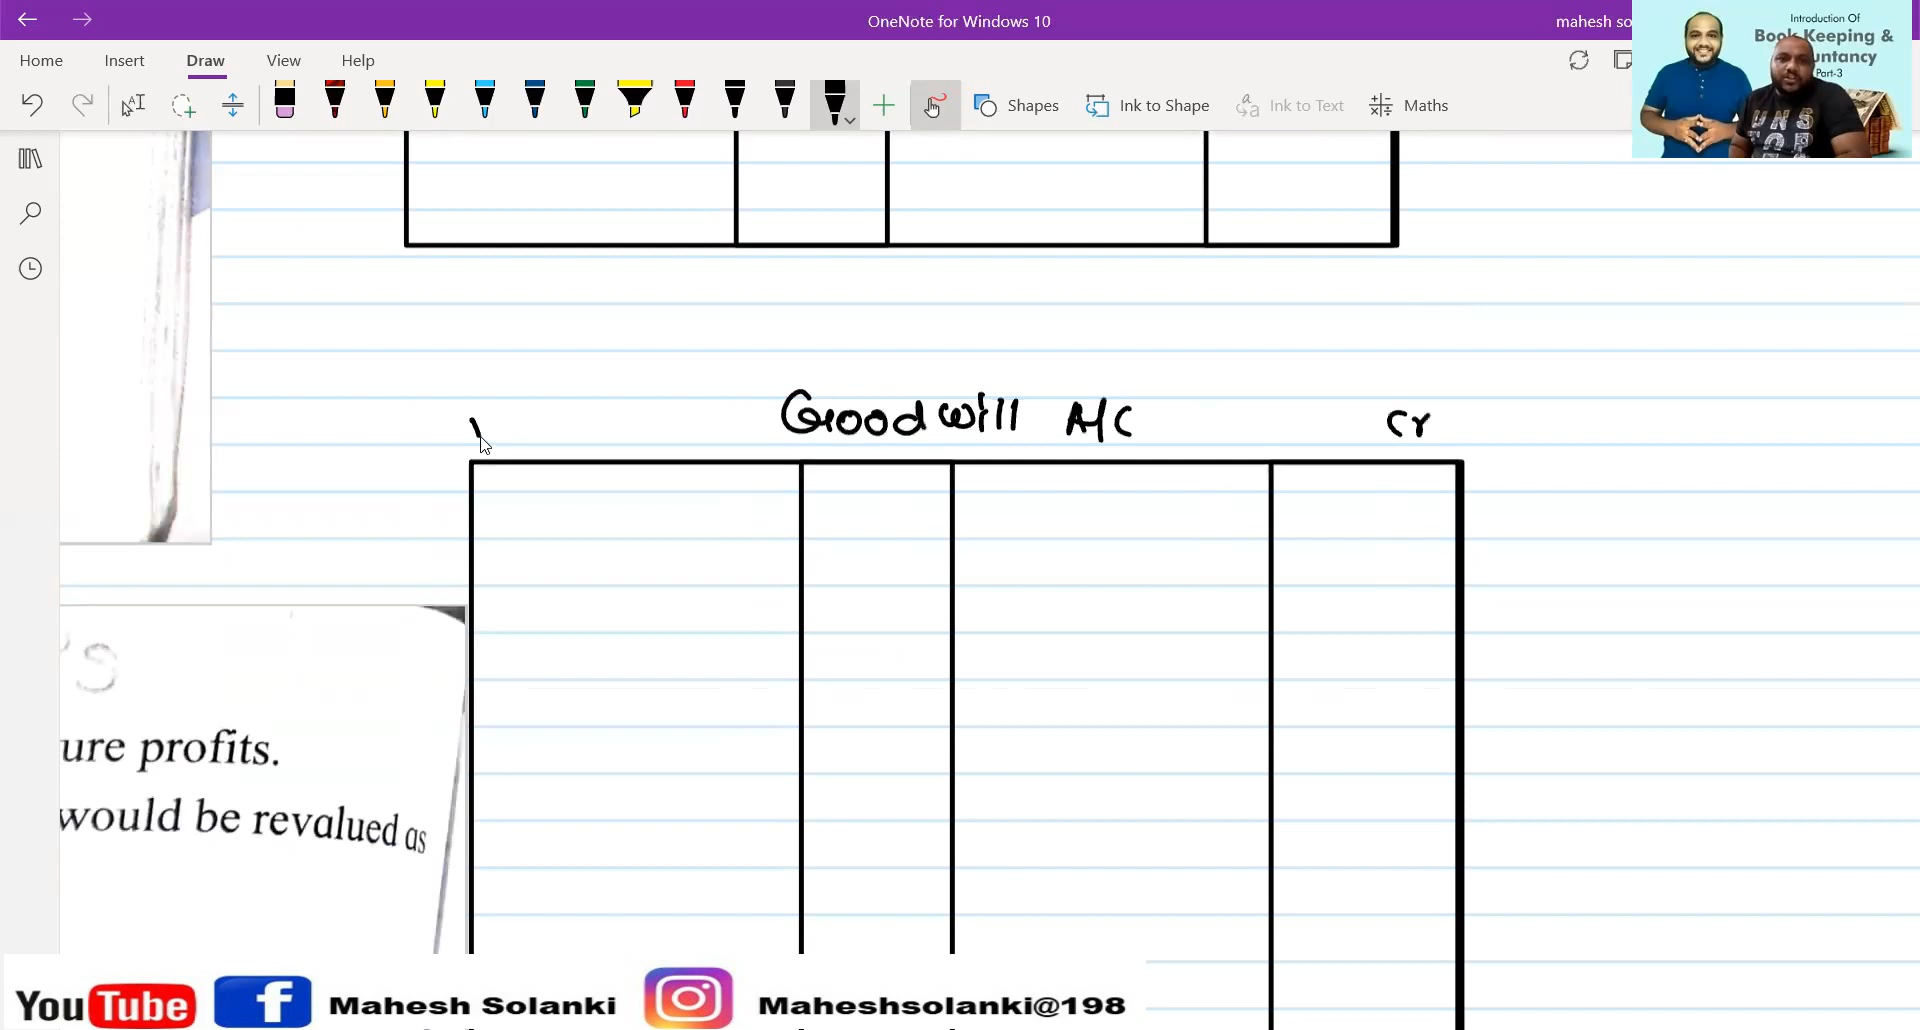 OneNote for Windows 10
mahesh so
Home Insert Draw View Help
Shapes Ink to Shape Ink to Text Maths
Introduction Of
Book Keeping &
untancy
Part-3
UNS
Goodwill A/C Cr
's
ure profits.
would be revalued as
YouTube f Mahesh Solanki Maheshsolanki@198